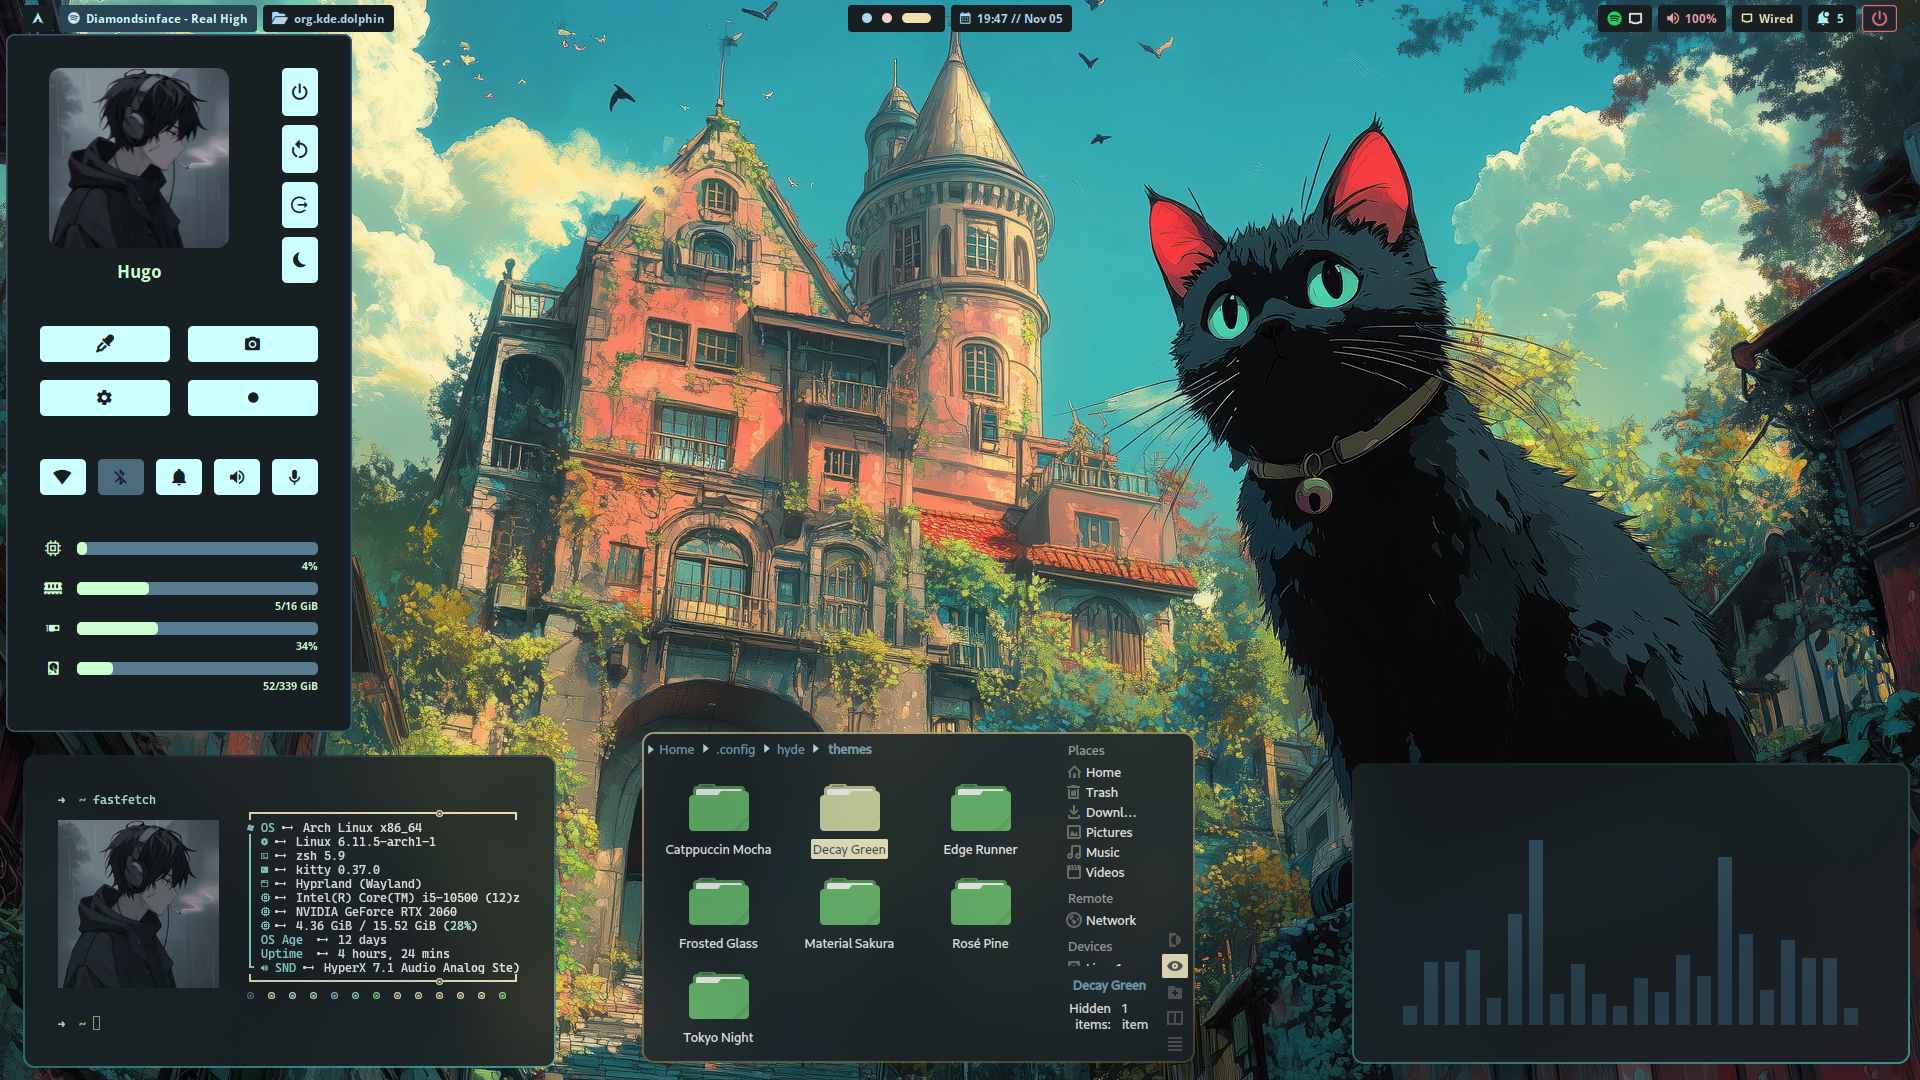 Diamondsinface - Real High
org.kde.dolphin
19:47 // Nov 05
100%
Wired
5
Hugo
4%
5/16 GiB
34%
52/339 GiB
➜ ~ fastfetch
OS ⊷ Arch Linux x86_64
⊷ Linux 6.11.5-arch1-1
⊷ zsh 5.9
⊷ kitty 0.37.0
⊷ Hyprland (Wayland)
⊷ Intel(R) Core(TM) i5-10500 (12)z
⊷ NVIDIA GeForce RTX 2060
⊷ 4.36 GiB / 15.52 GiB (28%)
OS Age ⊷ 12 days
Uptime ⊷ 4 hours, 24 mins
SND ⊷ HyperX 7.1 Audio Analog Ste)
➜ ~
Home
.config
hyde
themes
Catppuccin Mocha
Decay Green
Edge Runner
Frosted Glass
Material Sakura
Rosé Pine
Tokyo Night
Places
Home
Trash
Downl...
Pictures
Music
Videos
Remote
Network
Devices
Decay Green
Hidden items: 1 item